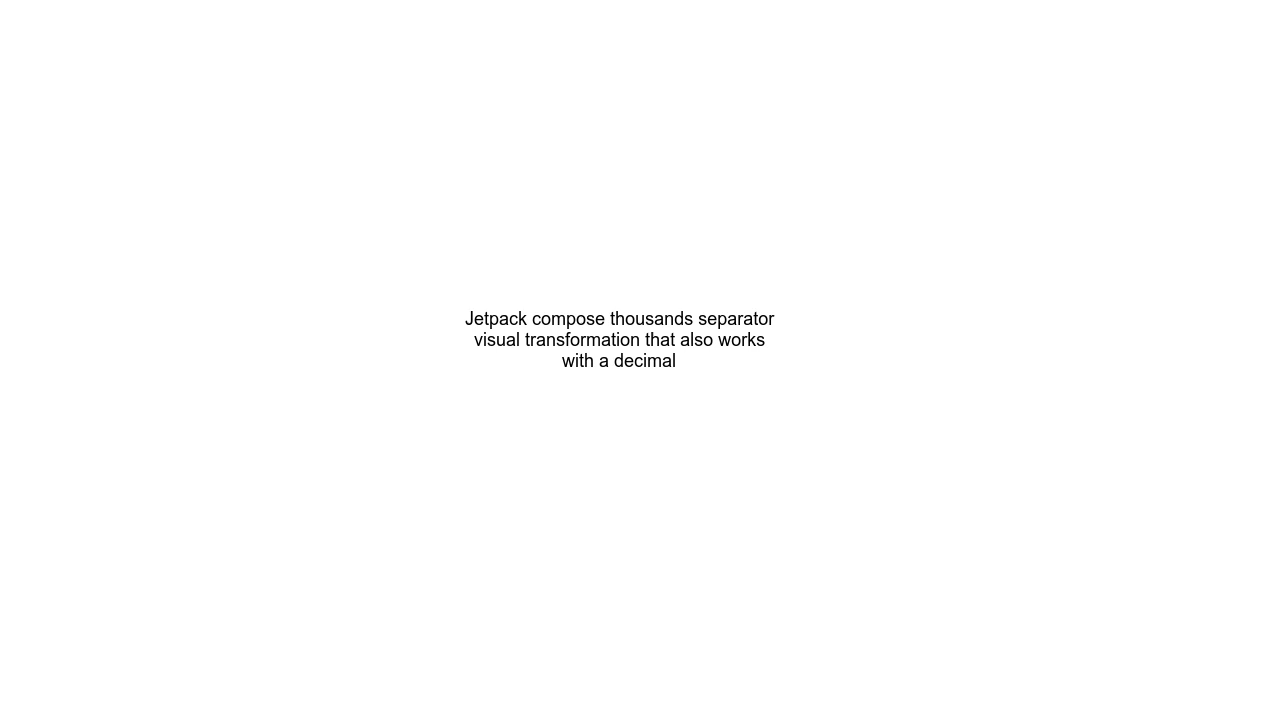 Jetpack compose thousands separator
visual transformation that also works
with a decimal